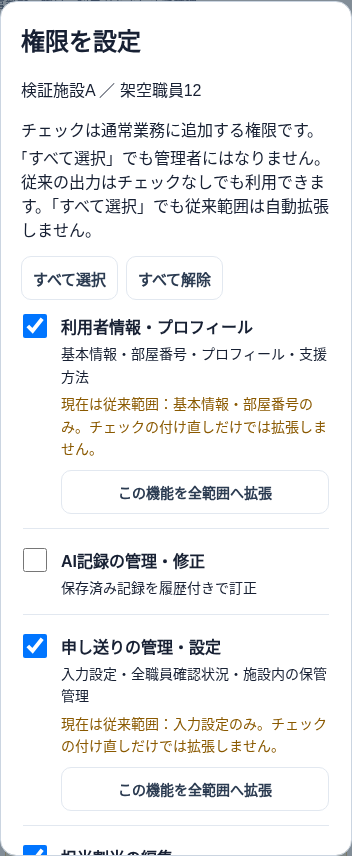 権限を設定
検証施設A ／ 架空職員12
チェックは通常業務に追加する権限です。
「すべて選択」でも管理者にはなりません。
従来の出力はチェックなしでも利用できま
す。「すべて選択」でも従来範囲は自動拡張
しません。
すべて選択 すべて解除
利用者情報・プロフィール
基本情報・部屋番号・プロフィール・支援
方法
現在は従来範囲：基本情報・部屋番号の
み。チェックの付け直しだけでは拡張しま
せん。
この機能を全範囲へ拡張
AI記録の管理・修正
保存済み記録を履歴付きで訂正
申し送りの管理・設定
入力設定・全職員確認状況・施設内の保管
管理
現在は従来範囲：入力設定のみ。チェック
の付け直しだけでは拡張しません。
この機能を全範囲へ拡張